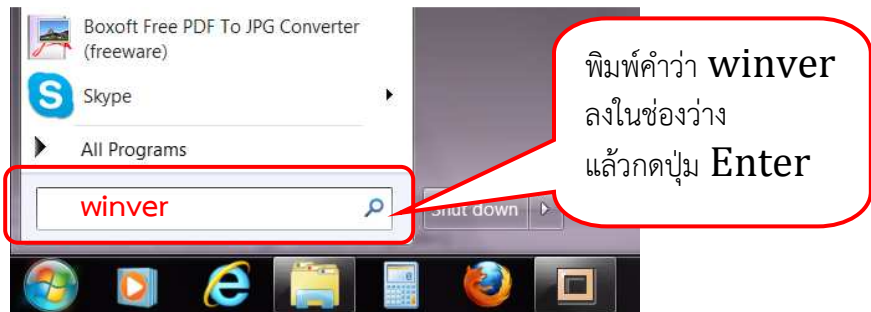 Boxoft Free PDF To JPG Converter
(freeware)
Skype
All Programs
winver
Shut down
พิมพ์คำว่า winver
ลงในช่องว่าง
แล้วกดปุ่ม Enter